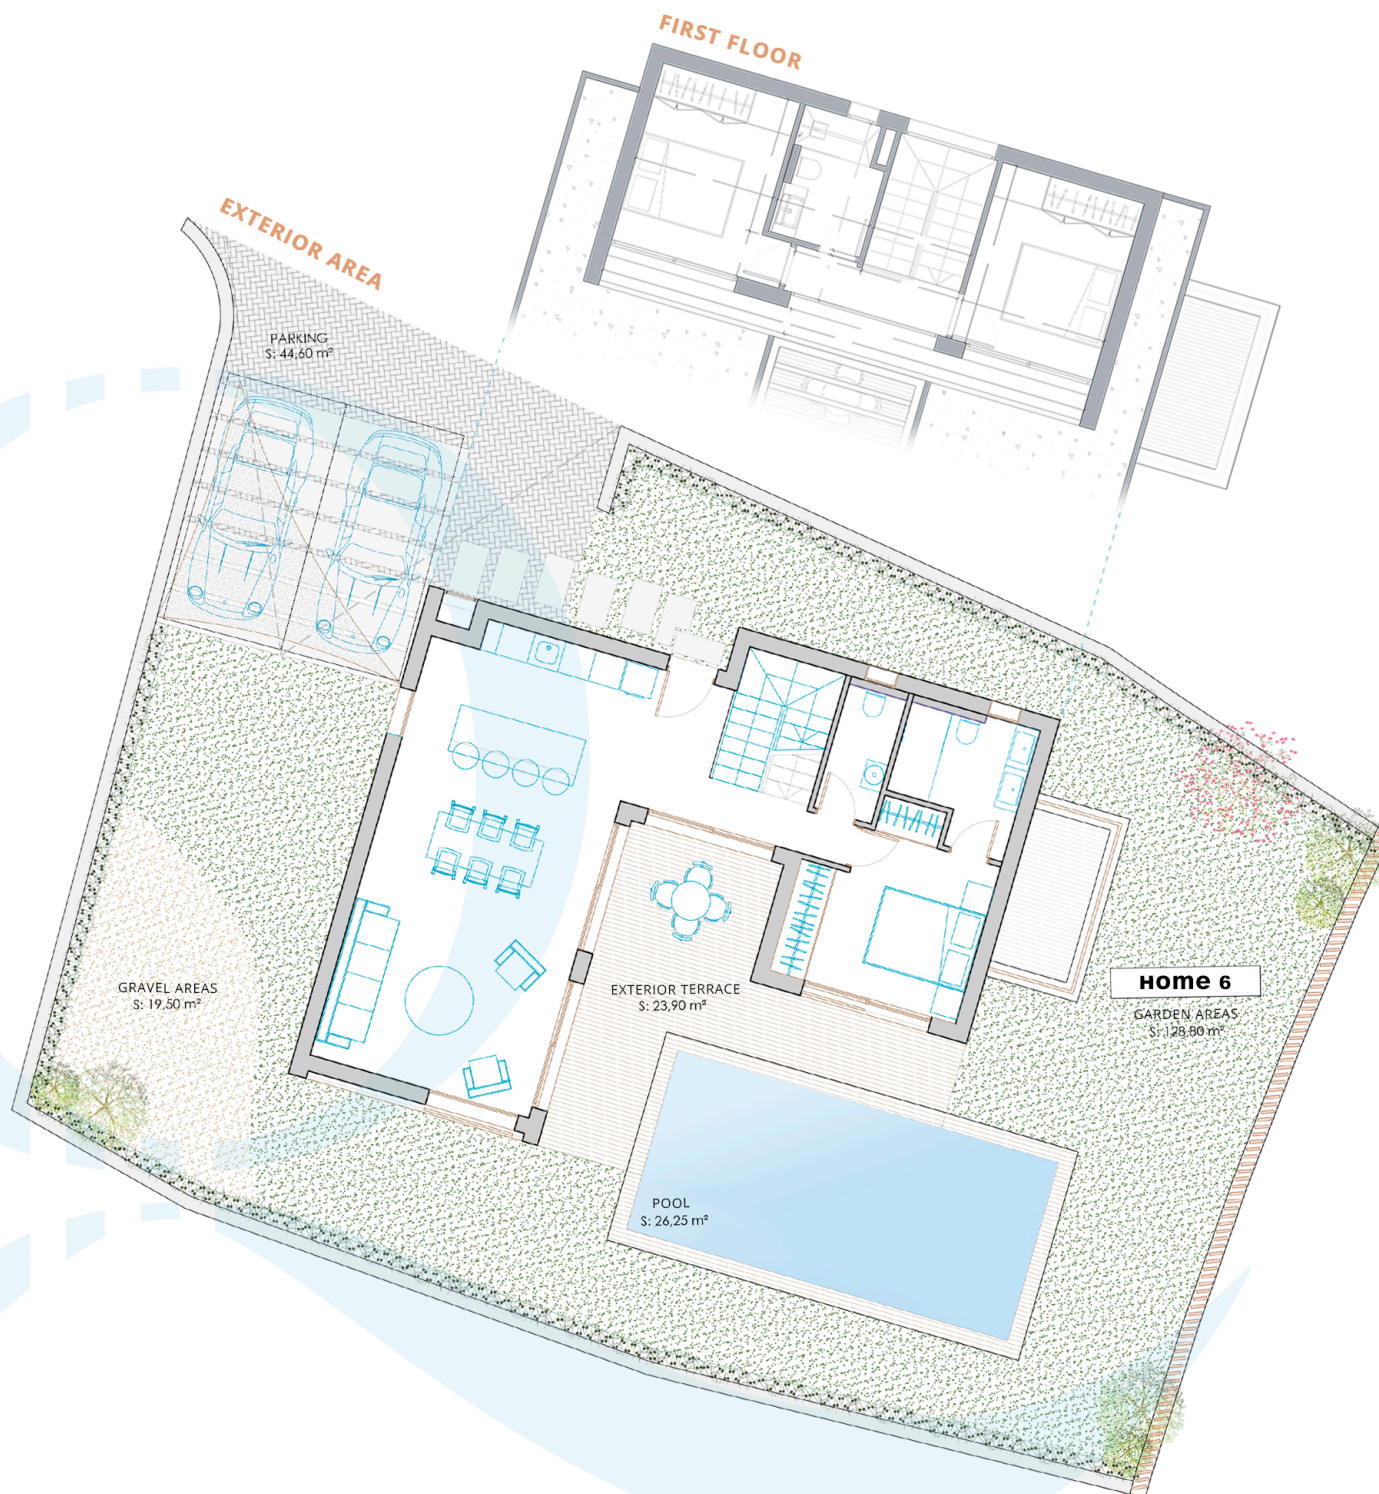 FIRST FLOOR
EXTERIOR AREA
PARKING
S: 44,60 m²
GRAVEL AREAS
S: 19,50 m²
EXTERIOR TERRACE
S: 23,90 m²
Home 6
GARDEN AREAS
S: 128,80 m²
POOL
S: 26,25 m²